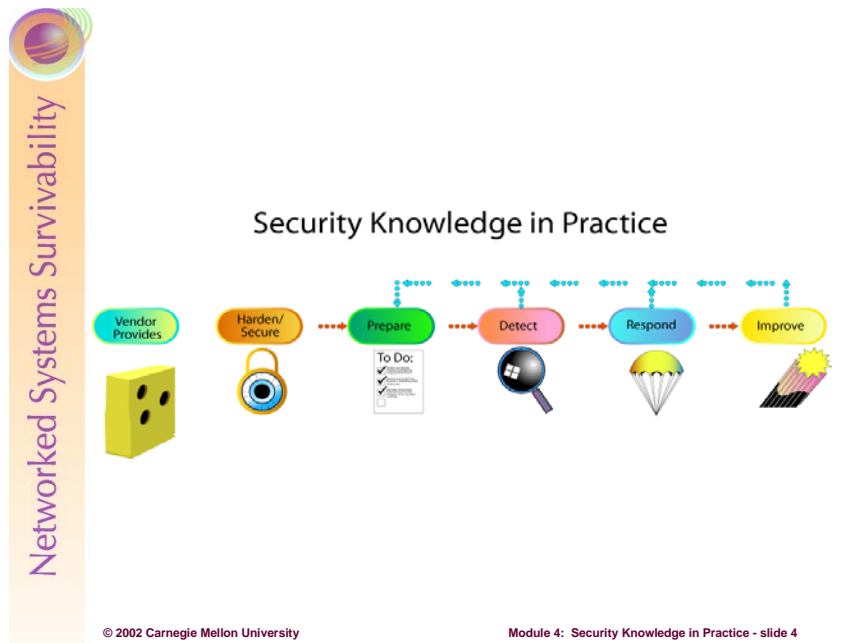 Networked Systems Survivability
Security Knowledge in Practice
Vendor
Provides
Harden/
Secure
Prepare
Detect
Respond
Improve
To Do:
© 2002 Carnegie Mellon University
Module 4: Security Knowledge in Practice - slide 4